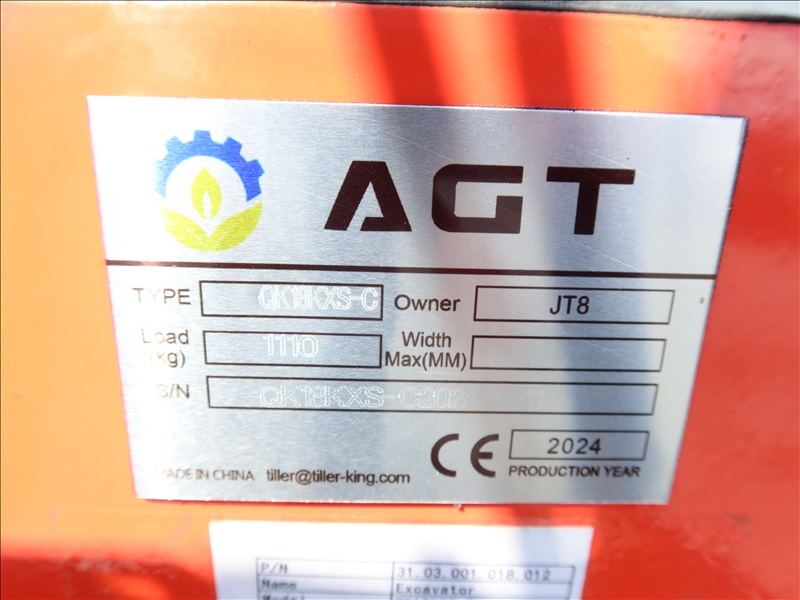 AGT
TYPE QK18KXS-C Owner JT8
Load (kg) 1110 Width Max(MM)
S/N
CE 2024
MADE IN CHINA tiller@tiller-king.com PRODUCTION YEAR
P/N 31.03.001.018.012
Name Excavator